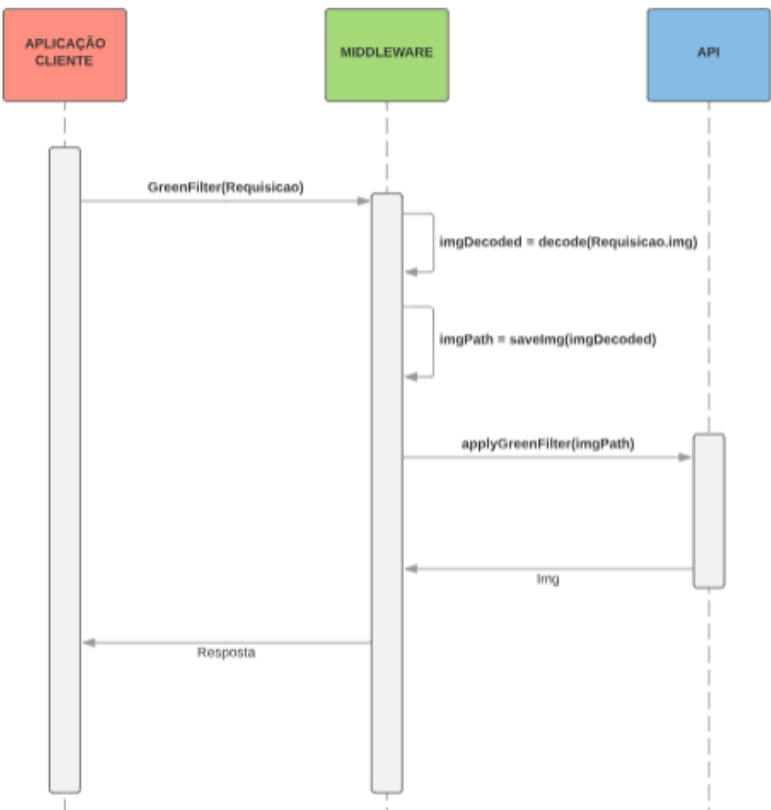 APLICAÇÃO
CLIENTE
MIDDLEWARE
API
GreenFilter(Requisicao)
imgDecoded = decode(Requisicao.img)
imgPath = saveImg(imgDecoded)
applyGreenFilter(imgPath)
Img
Resposta